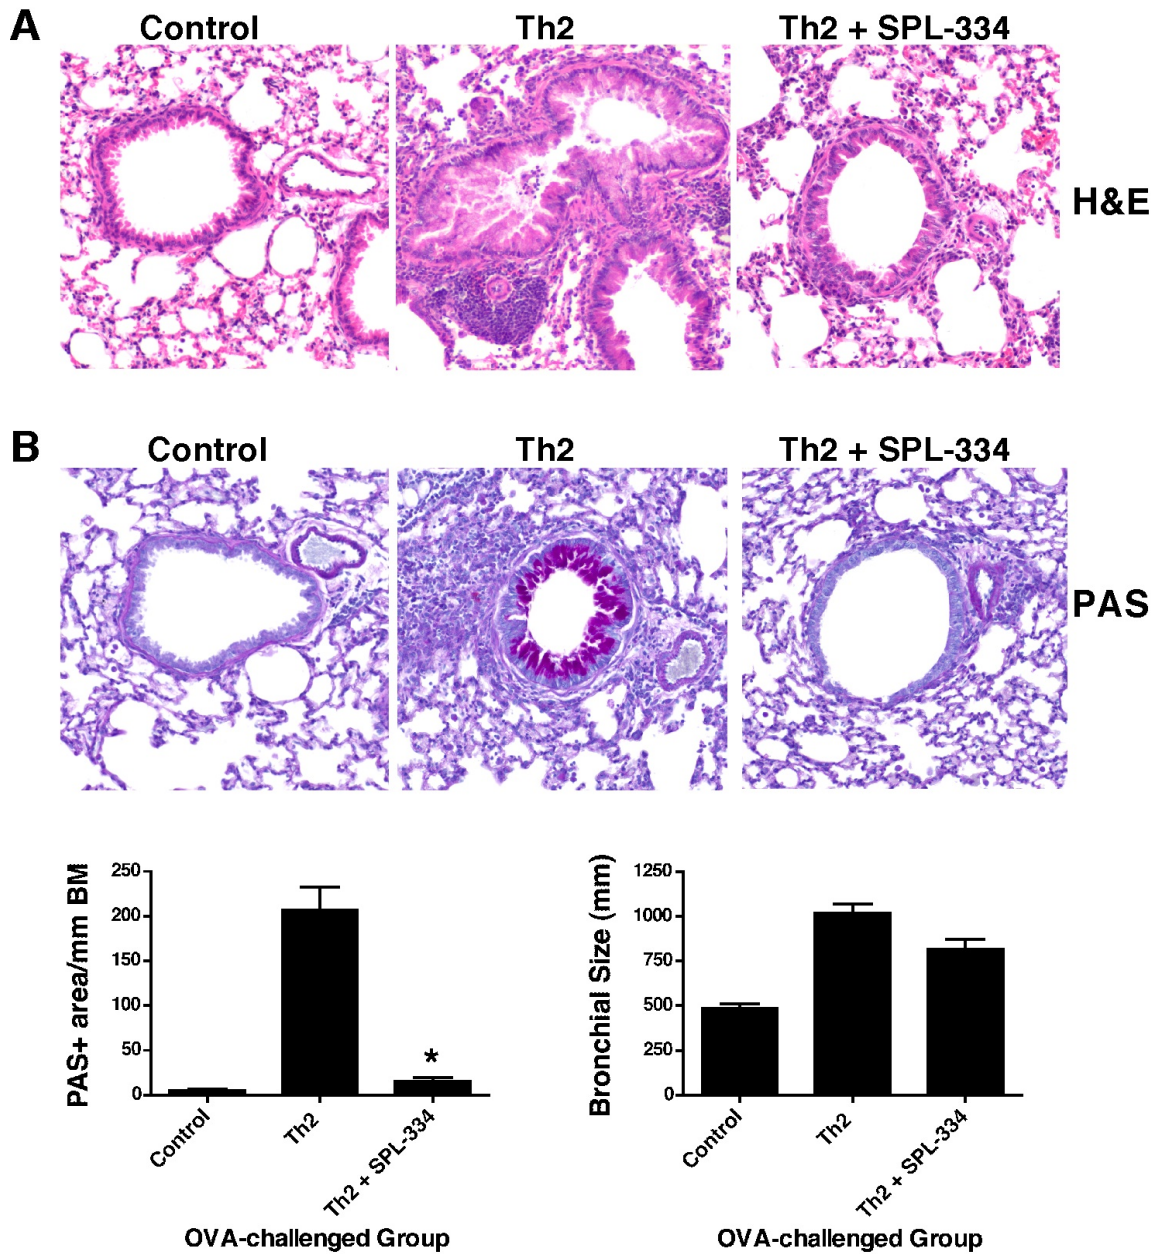 A
Control
Th2
Th2 + SPL-334
H&E
B
Control
Th2
Th2 + SPL-334
PAS
PAS+ area/mm BM
250
200
150
100
50
0
*
Control
Th2
Th2 + SPL-334
OVA-challenged Group
Bronchial Size (mm)
1250
1000
750
500
250
0
Control
Th2
Th2 + SPL-334
OVA-challenged Group